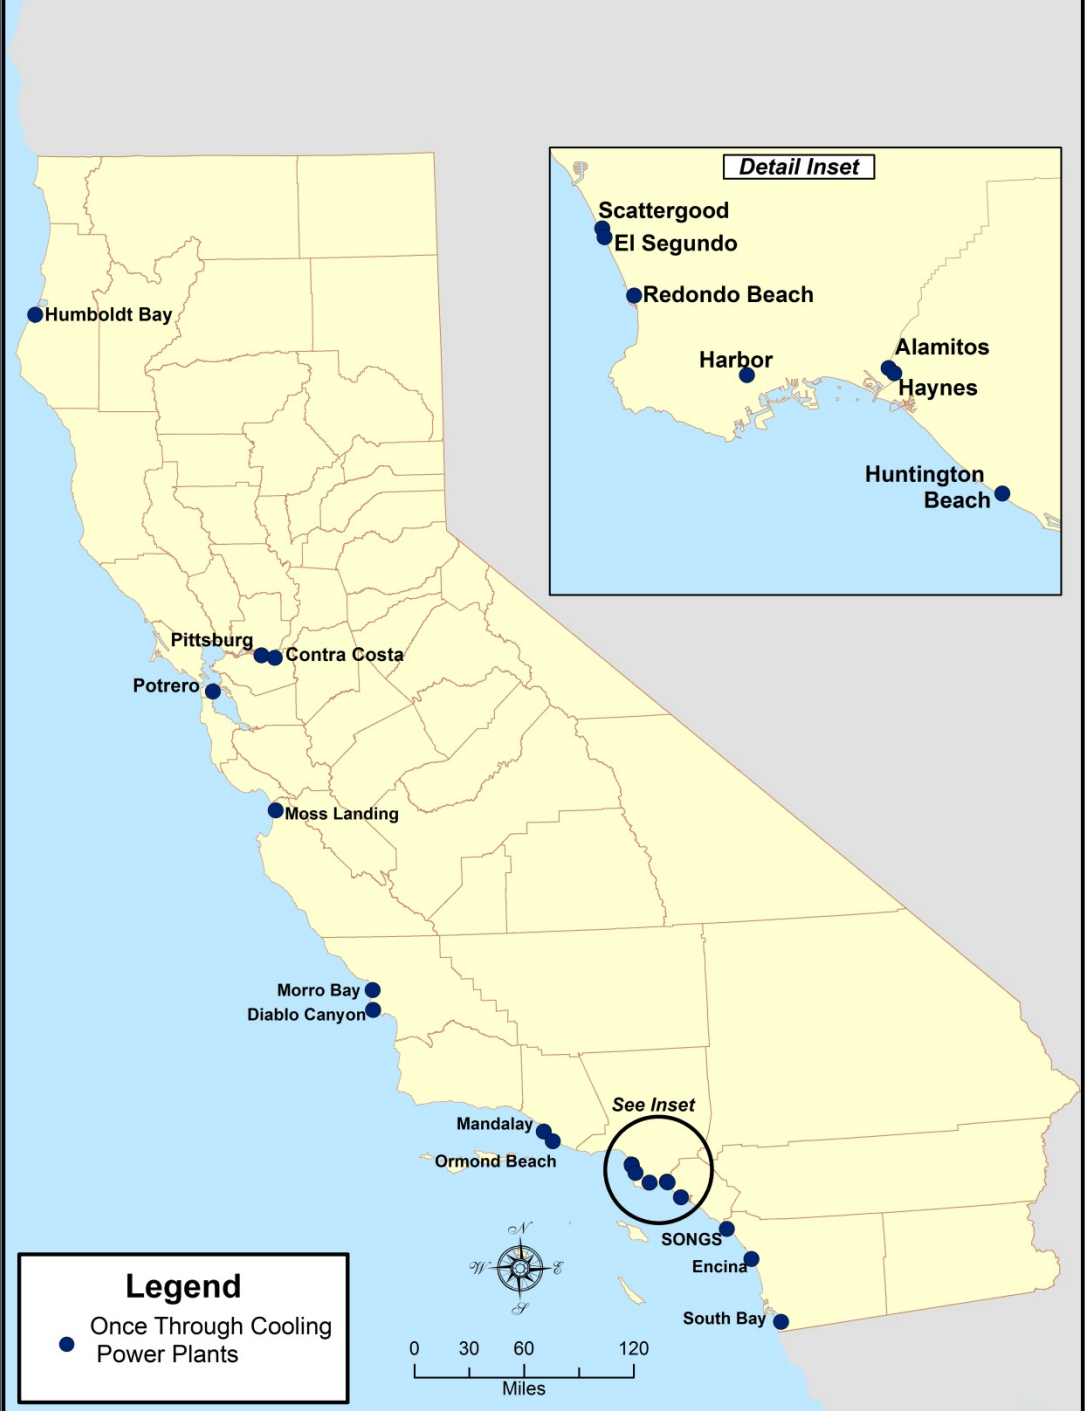 Detail Inset
Scattergood
El Segundo
Redondo Beach
Harbor
Alamitos
Haynes
Huntington
Beach
Humboldt Bay
Pittsburg
Contra Costa
Potrero
Moss Landing
Morro Bay
Diablo Canyon
See Inset
Mandalay
Ormond Beach
SONGS
Encina
South Bay
N
W E
S
Legend
Once Through Cooling
Power Plants
0 30 60 120
Miles